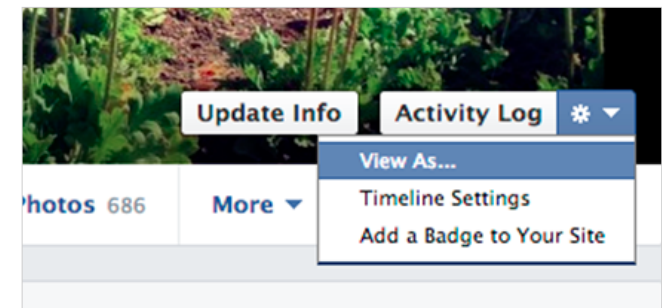 Update Info
Activity Log
View As...
Photos 686
More
Timeline Settings
Add a Badge to Your Site